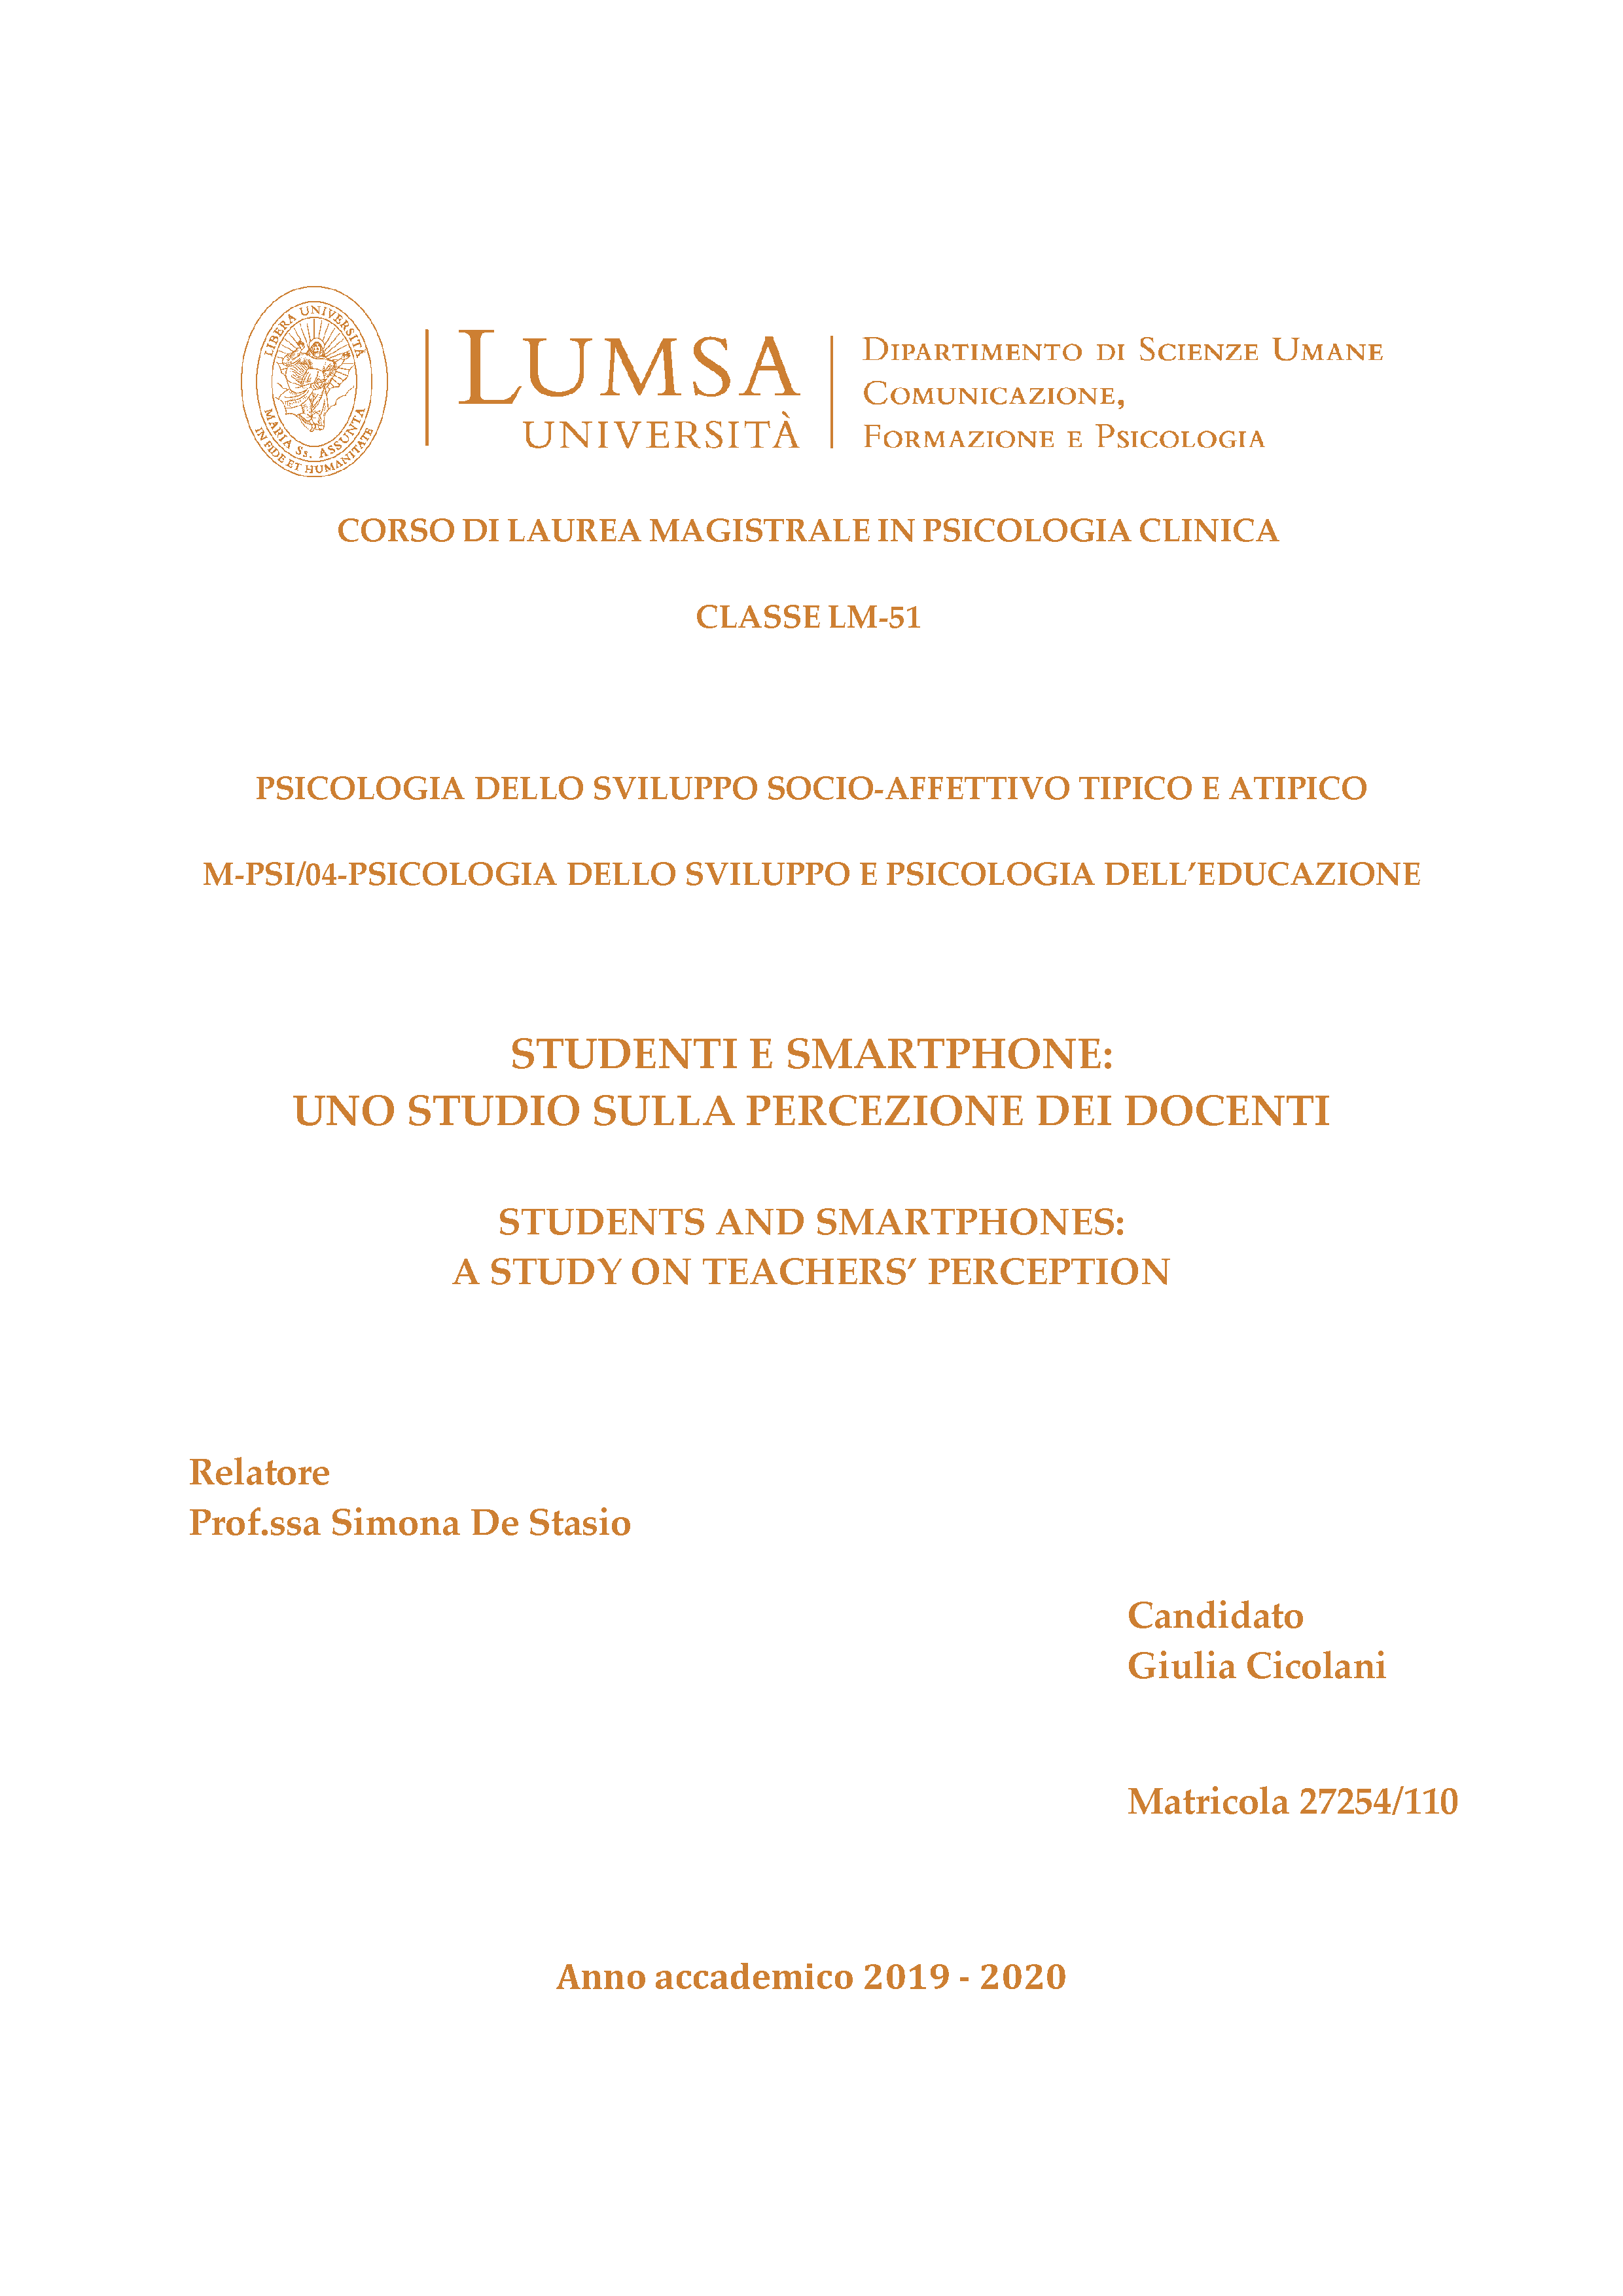 LIBERA UNIVERSITÀ
MARIA SS. ASSUNTA
IN FIDE ET HUMANITATE
LUMSA
UNIVERSITÀ
DIPARTIMENTO DI SCIENZE UMANE
COMUNICAZIONE,
FORMAZIONE E PSICOLOGIA
CORSO DI LAUREA MAGISTRALE IN PSICOLOGIA CLINICA
CLASSE LM-51
PSICOLOGIA DELLO SVILUPPO SOCIO-AFFETTIVO TIPICO E ATIPICO
M-PSI/04-PSICOLOGIA DELLO SVILUPPO E PSICOLOGIA DELL’EDUCAZIONE
STUDENTI E SMARTPHONE:
UNO STUDIO SULLA PERCEZIONE DEI DOCENTI
STUDENTS AND SMARTPHONES:
A STUDY ON TEACHERS’ PERCEPTION
Relatore
Prof.ssa Simona De Stasio
Candidato
Giulia Cicolani
Matricola 27254/110
Anno accademico 2019 - 2020